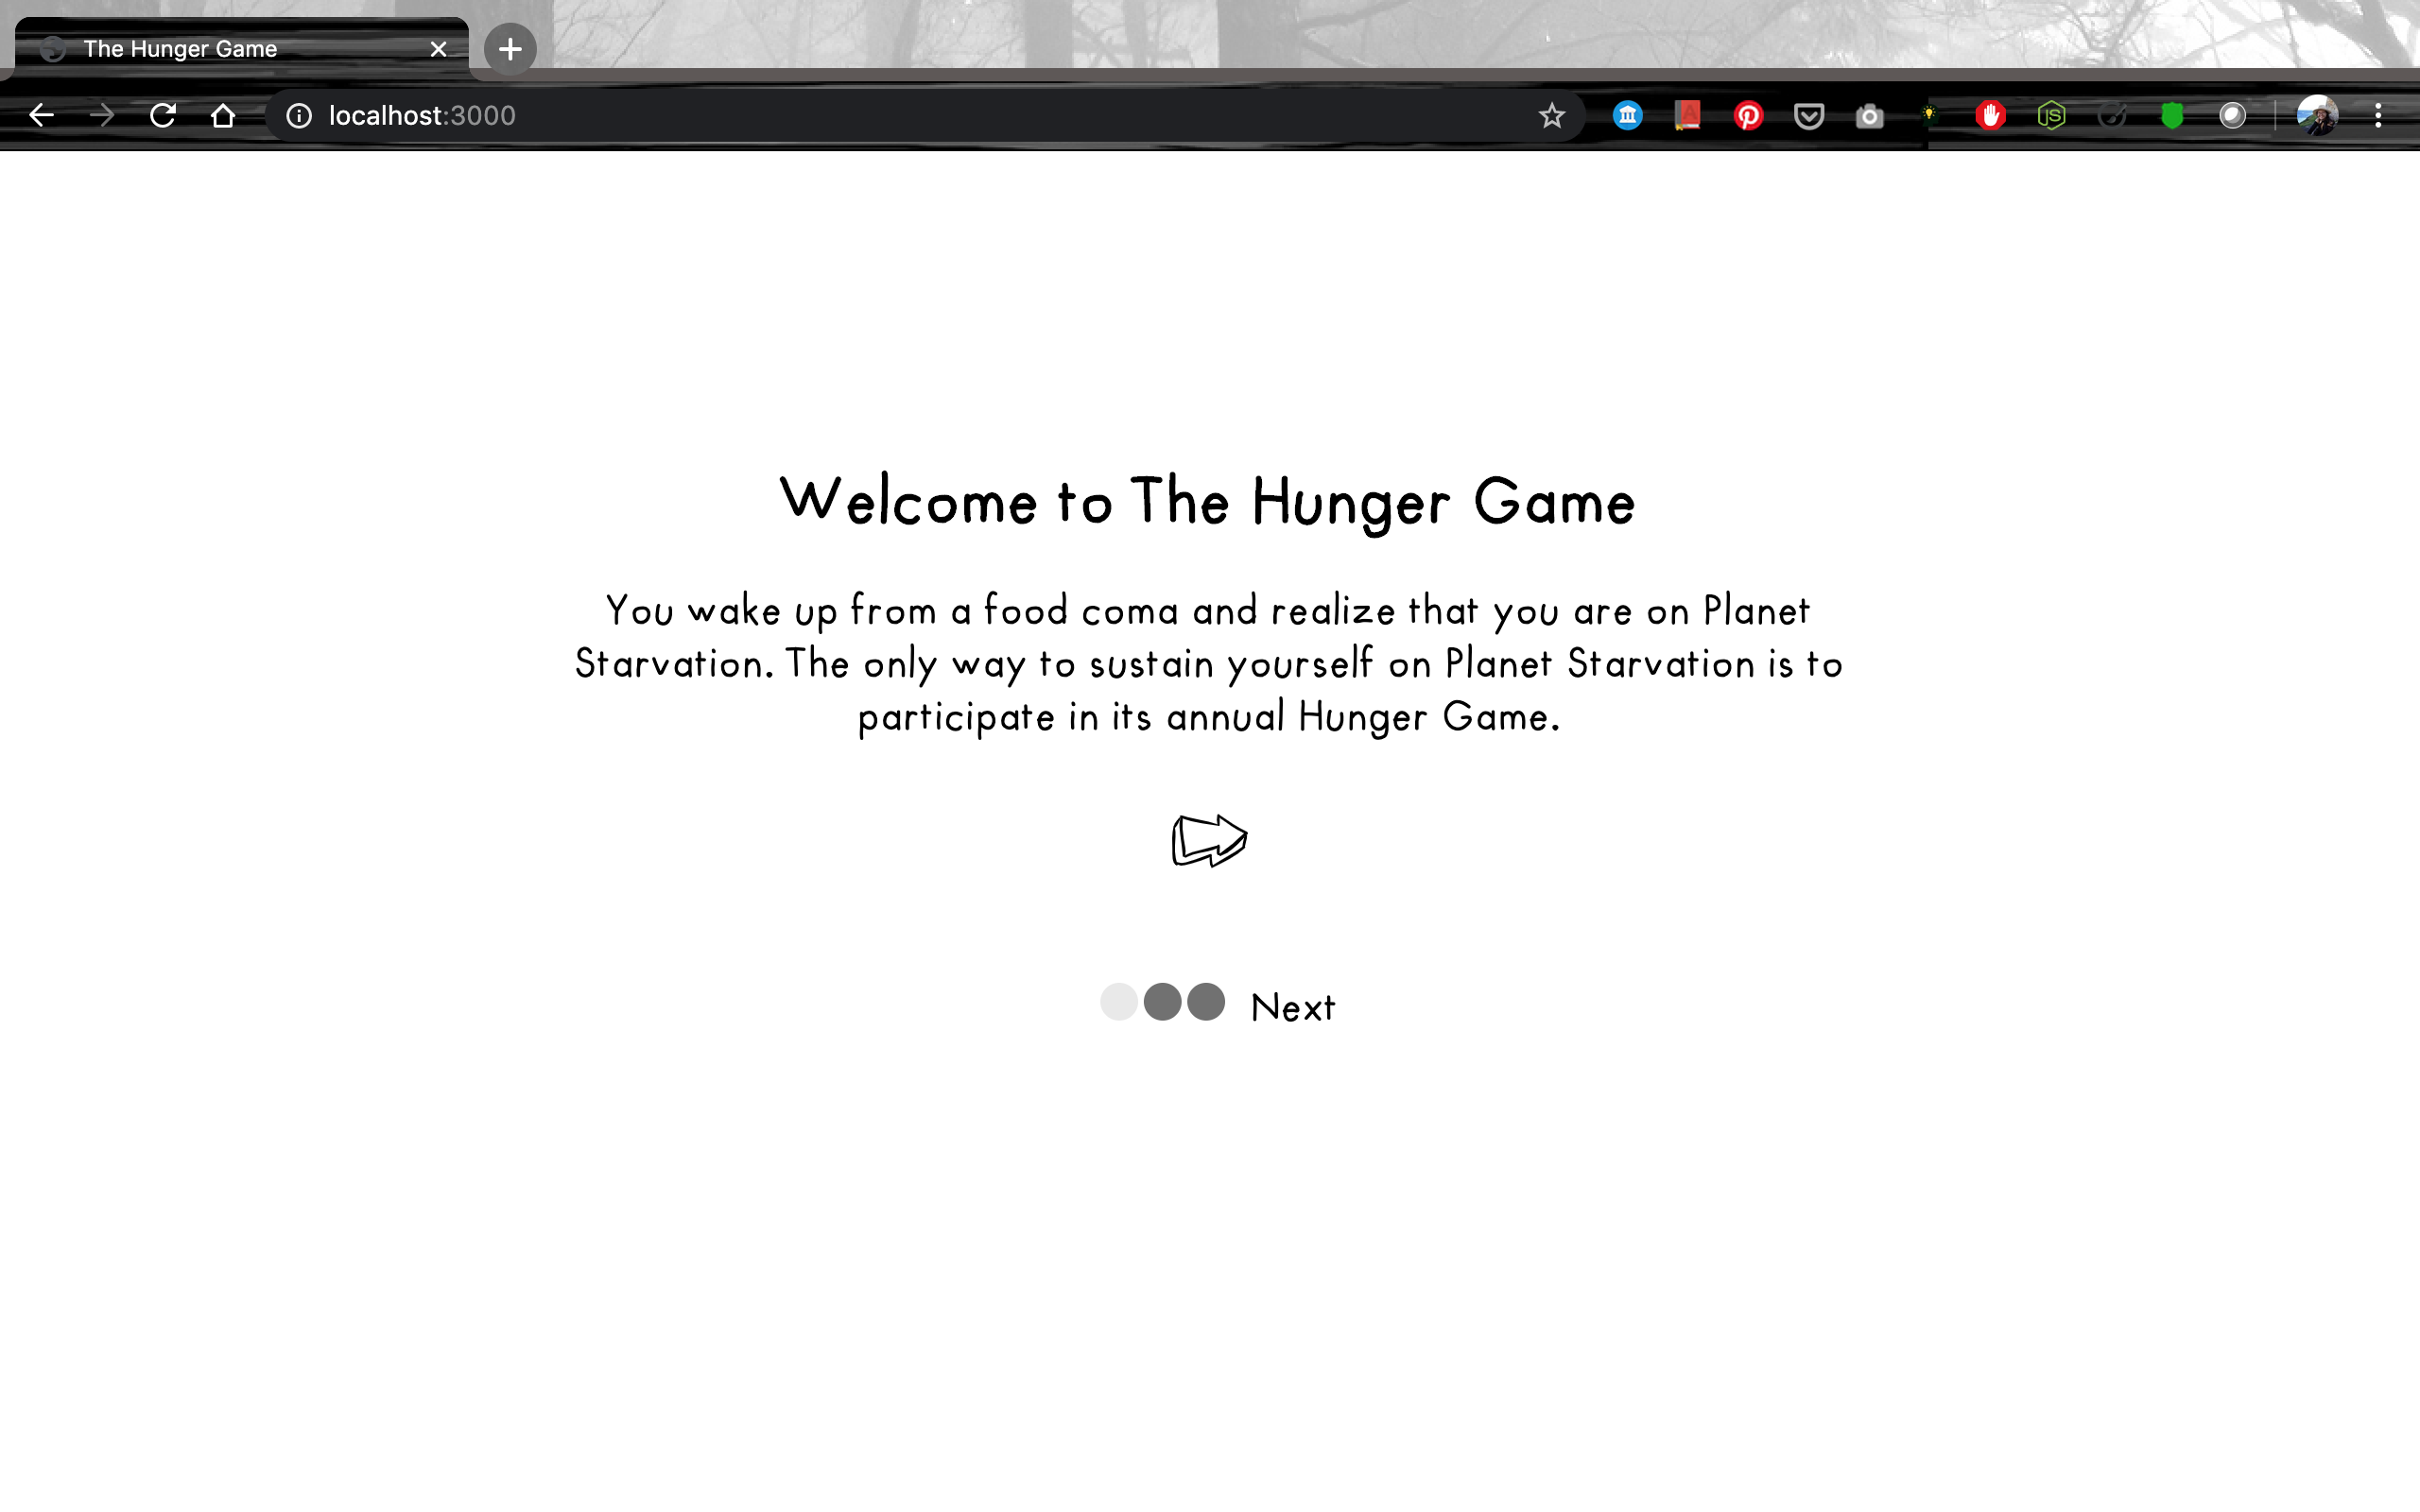 The Hunger Game
localhost:3000
Welcome to The Hunger Game
You wake up from a food coma and realize that you are on Planet
Starvation. The only way to sustain yourself on Planet Starvation is to
participate in its annual Hunger Game.
Next